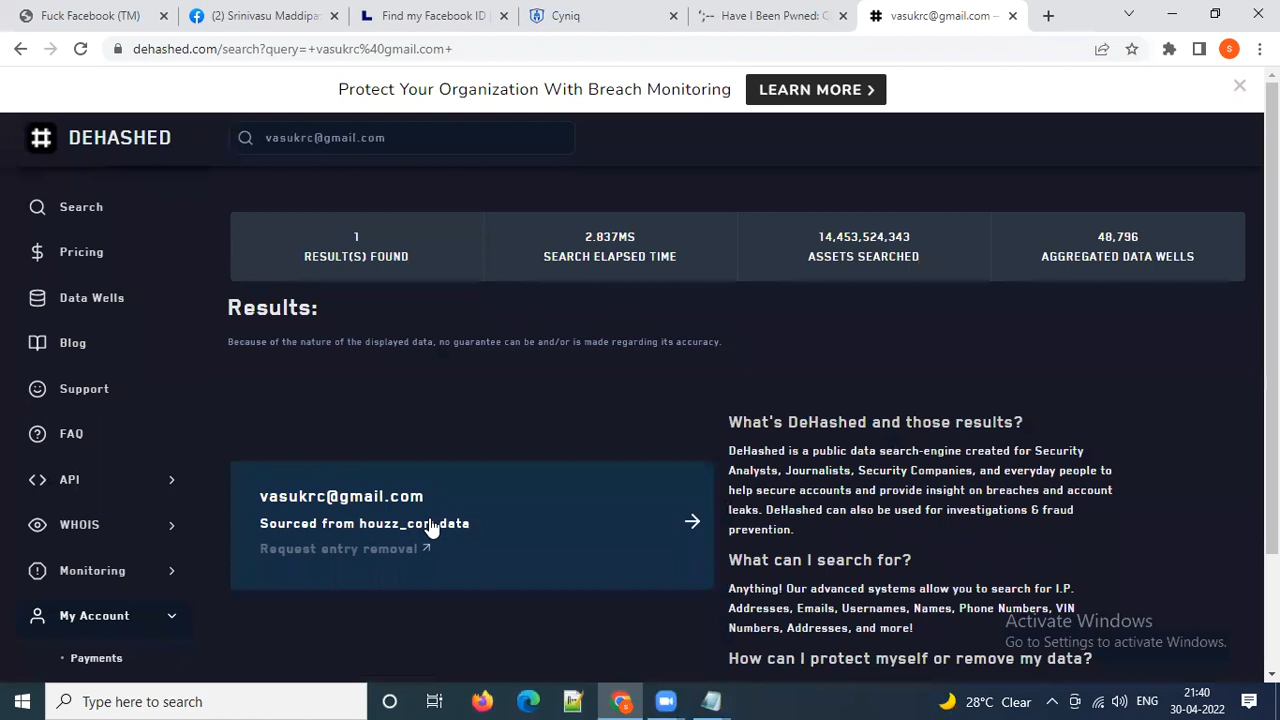 Fuck Facebook (TM)
(2) Srinivasu Maddipat
Find my Facebook ID |
Cyniq
Have I Been Pwned: C
vasukrc@gmail.com —
dehashed.com/search?query=+vasukrc%40gmail.com+
S
Protect Your Organization With Breach Monitoring
LEARN MORE
DEHASHED
vasukrc@gmail.com
Search
Pricing
Data Wells
Blog
Support
FAQ
API
WHOIS
Monitoring
My Account
• Payments
1
RESULT(S) FOUND
2.837MS
SEARCH ELAPSED TIME
14,453,524,343
ASSETS SEARCHED
48,796
AGGREGATED DATA WELLS
Results:
Because of the nature of the displayed data, no guarantee can be and/or is made regarding its accuracy.
vasukrc@gmail.com
Sourced from data
Request entry removal
What's DeHashed and those results?
DeHashed is a public data search-engine created for Security
Analysts, Journalists, Security Companies, and everyday people to
help secure accounts and provide insight on breaches and account
leaks. DeHashed can also be used for investigations & fraud
prevention.
What can I search for?
Anything! Our advanced systems allow you to search for I.P.
Addresses, Emails, Usernames, Names, Phone Numbers, VIN
Numbers, Addresses, and more!
How can I protect myself or remove my data?
Activate Windows
Go to Settings to activate Windows.
Type here to search
28°C Clear
21:40
30-04-2022